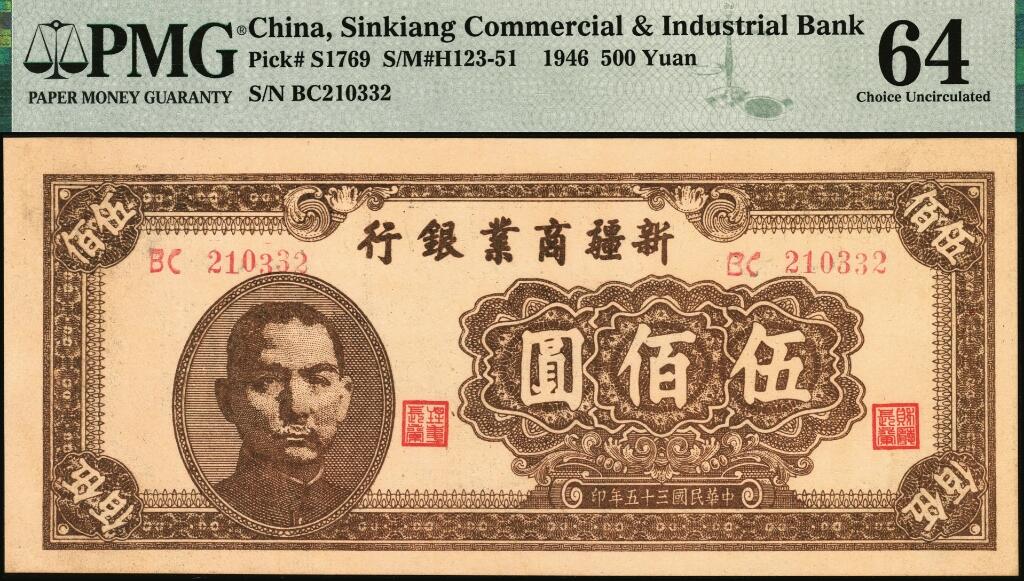 PMG® China, Sinkiang Commercial & Industrial Bank
Pick# S1769 S/M#H123-51 1946 500 Yuan
PAPER MONEY GUARANTY S/N BC210332
64
Choice Uncirculated
伍佰
伍佰
新疆商業銀行
BC 210332
BC 210332
伍佰圓
中華民國三十五年印
伍佰
伍佰